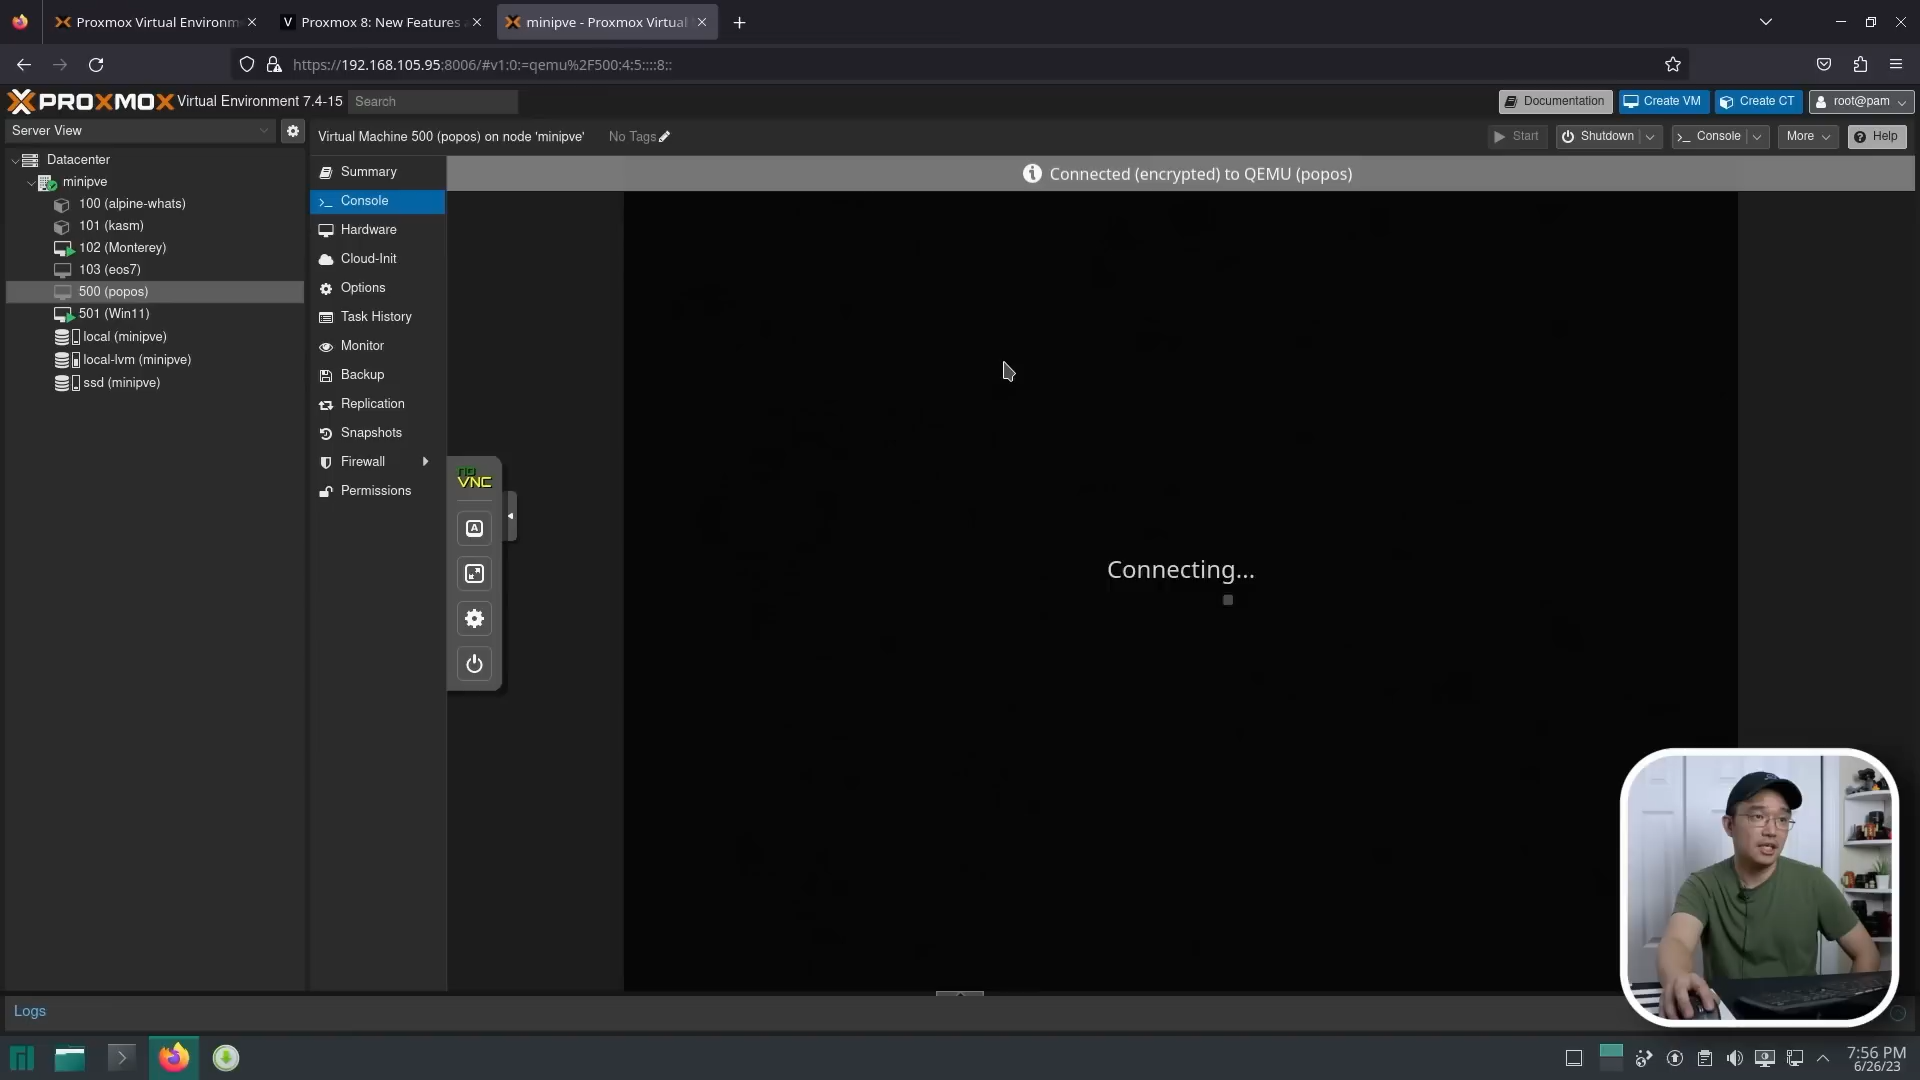 Proxmox Virtual Environm
Proxmox 8: New Features
minipve - Proxmox Virtual
https://192.168.105.95:8006/#v1:0:=qemu%2F500:4:5::::8::
PROXMOX Virtual Environment 7.4-15
Search
Documentation
Create VM
Create CT
root@pam
Server View
Virtual Machine 500 (popos) on node 'minipve'
No Tags
Start
Shutdown
Console
More
Help
Datacenter
minipve
100 (alpine-whats)
101 (kasm)
102 (Monterey)
103 (eos7)
500 (popos)
501 (Win11)
local (minipve)
local-lvm (minipve)
ssd (minipve)
Summary
Console
Hardware
Cloud-Init
Options
Task History
Monitor
Backup
Replication
Snapshots
Firewall
Permissions
Connected (encrypted) to QEMU (popos)
no
VNC
A
Connecting...
Logs
7:56 PM
6/26/23